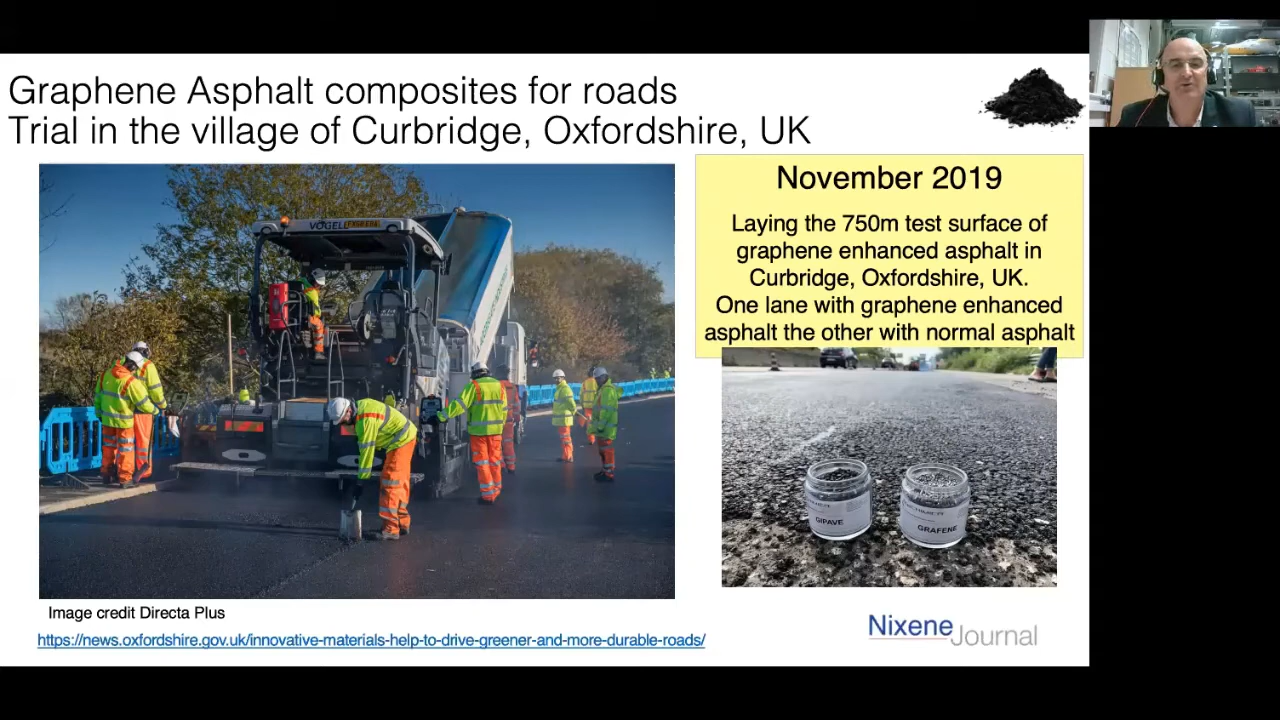 Graphene Asphalt composites for roads
Trial in the village of Curbridge, Oxfordshire, UK
November 2019
Laying the 750m test surface of
graphene enhanced asphalt in
Curbridge, Oxfordshire, UK.
One lane with graphene enhanced
asphalt the other with normal asphalt
VÖGELE
GIPAVE
GRAFENE
Image credit Directa Plus
https://news.oxfordshire.gov.uk/innovative-materials-help-to-drive-greener-and-more-durable-roads/
Nixene
Journal